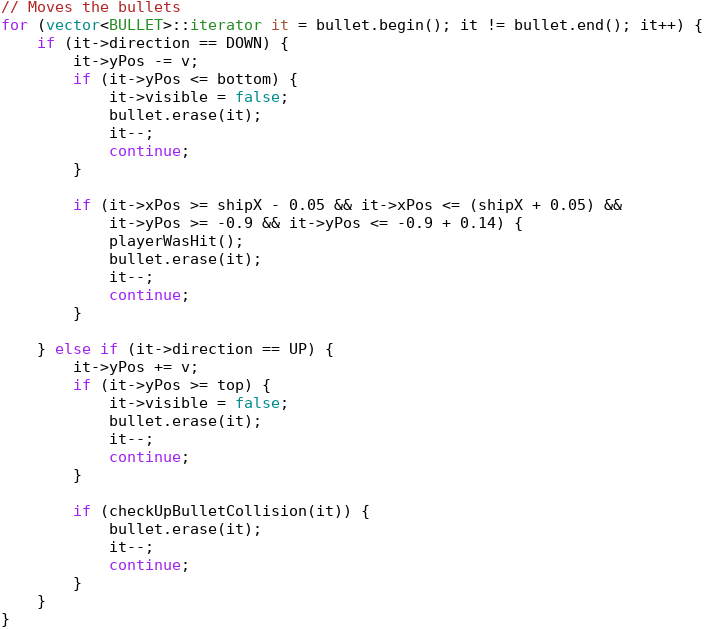 // Moves the bullets
for (vector<BULLET>::iterator it = bullet.begin(); it != bullet.end(); it++) {
    if (it->direction == DOWN) {
        it->yPos -= v;
        if (it->yPos <= bottom) {
            it->visible = false;
            bullet.erase(it);
            it--;
            continue;
        }

        if (it->xPos >= shipX - 0.05 && it->xPos <= (shipX + 0.05) &&
            it->yPos >= -0.9 && it->yPos <= -0.9 + 0.14) {
            playerWasHit();
            bullet.erase(it);
            it--;
            continue;
        }

    } else if (it->direction == UP) {
        it->yPos += v;
        if (it->yPos >= top) {
            it->visible = false;
            bullet.erase(it);
            it--;
            continue;
        }

        if (checkUpBulletCollision(it)) {
            bullet.erase(it);
            it--;
            continue;
        }
    }
}